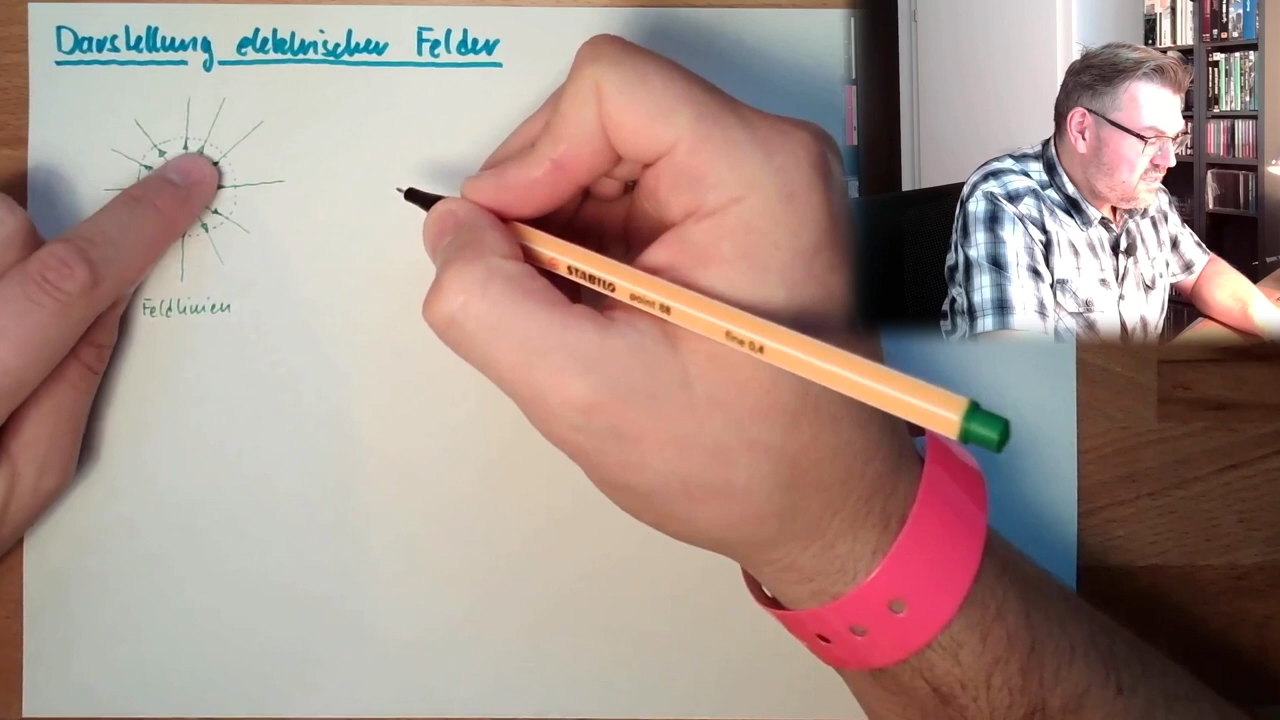 Darstellung elektrischer Felder
Feldlinien
STABILO point 88 fine 0,4